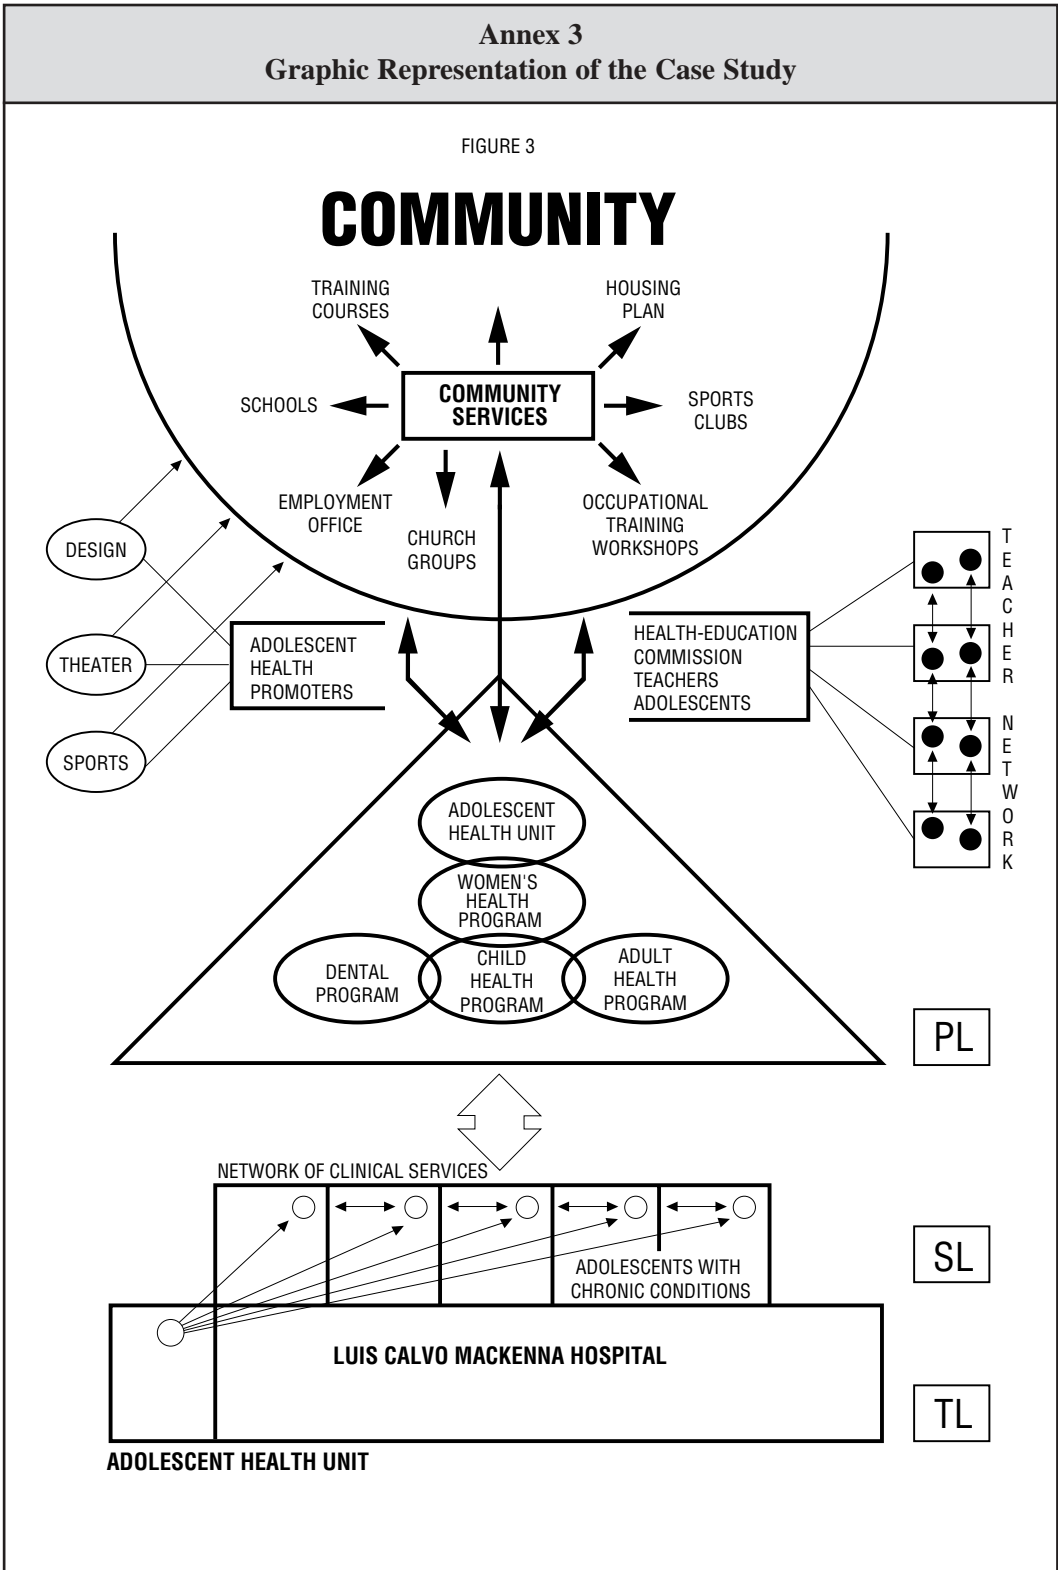 Annex 3
Graphic Representation of the Case Study
FIGURE 3
COMMUNITY
TRAINING
COURSES
HOUSING
PLAN
SCHOOLS
COMMUNITY
SERVICES
SPORTS
CLUBS
EMPLOYMENT
OFFICE
CHURCH
GROUPS
OCCUPATIONAL
TRAINING
WORKSHOPS
DESIGN
THEATER
SPORTS
ADOLESCENT
HEALTH
PROMOTERS
HEALTH-EDUCATION
COMMISSION
TEACHERS
ADOLESCENTS
TEACHER NETWORK
ADOLESCENT
HEALTH UNIT
WOMEN'S
HEALTH
PROGRAM
DENTAL
PROGRAM
CHILD
HEALTH
PROGRAM
ADULT
HEALTH
PROGRAM
PL
NETWORK OF CLINICAL SERVICES
ADOLESCENTS WITH
CHRONIC CONDITIONS
SL
LUIS CALVO MACKENNA HOSPITAL
TL
ADOLESCENT HEALTH UNIT